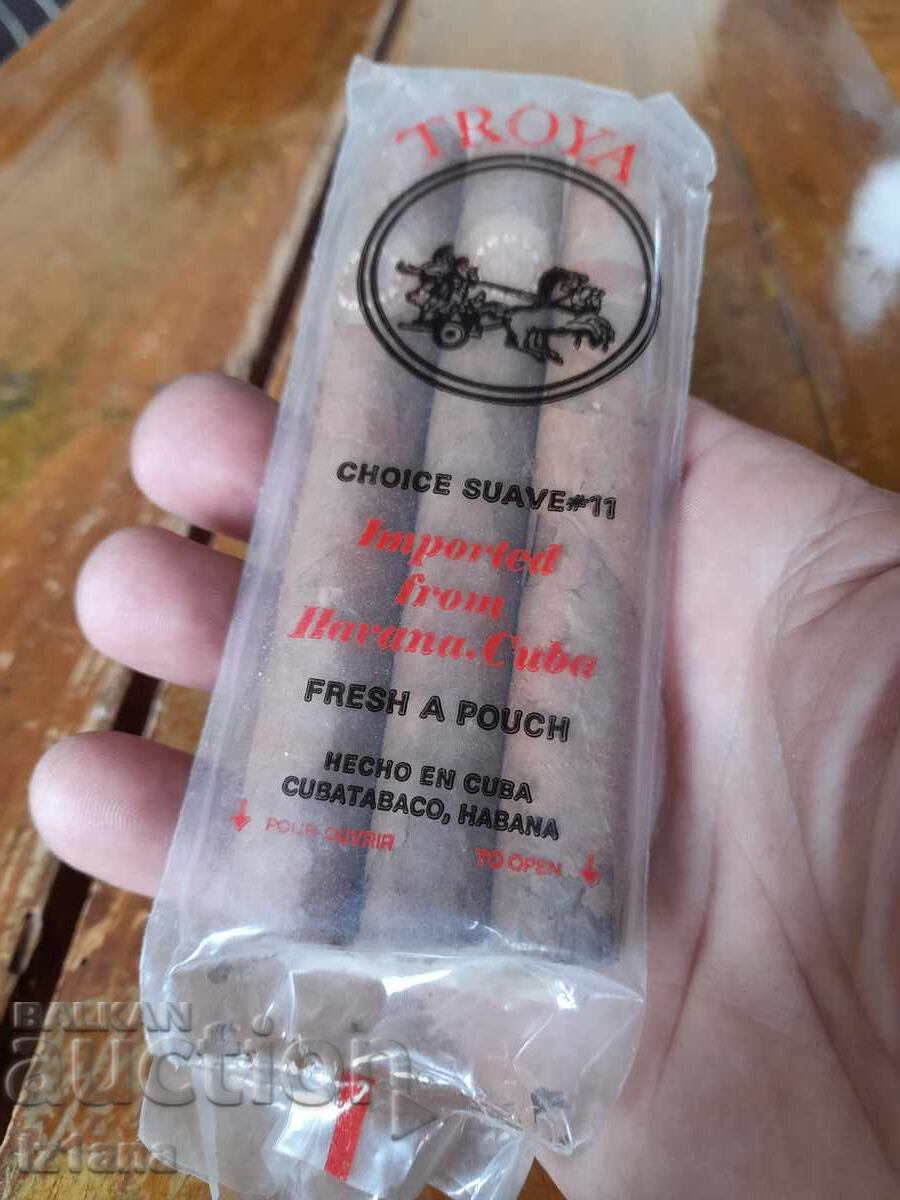 TROYA
CHOICE SUAVE #11
Imported
from
Havana. Cuba
FRESH A POUCH
HECHO EN CUBA
CUBATABACO, HABANA
POUR OUVRIR TO OPEN
BALKAN
auction
iz1ana